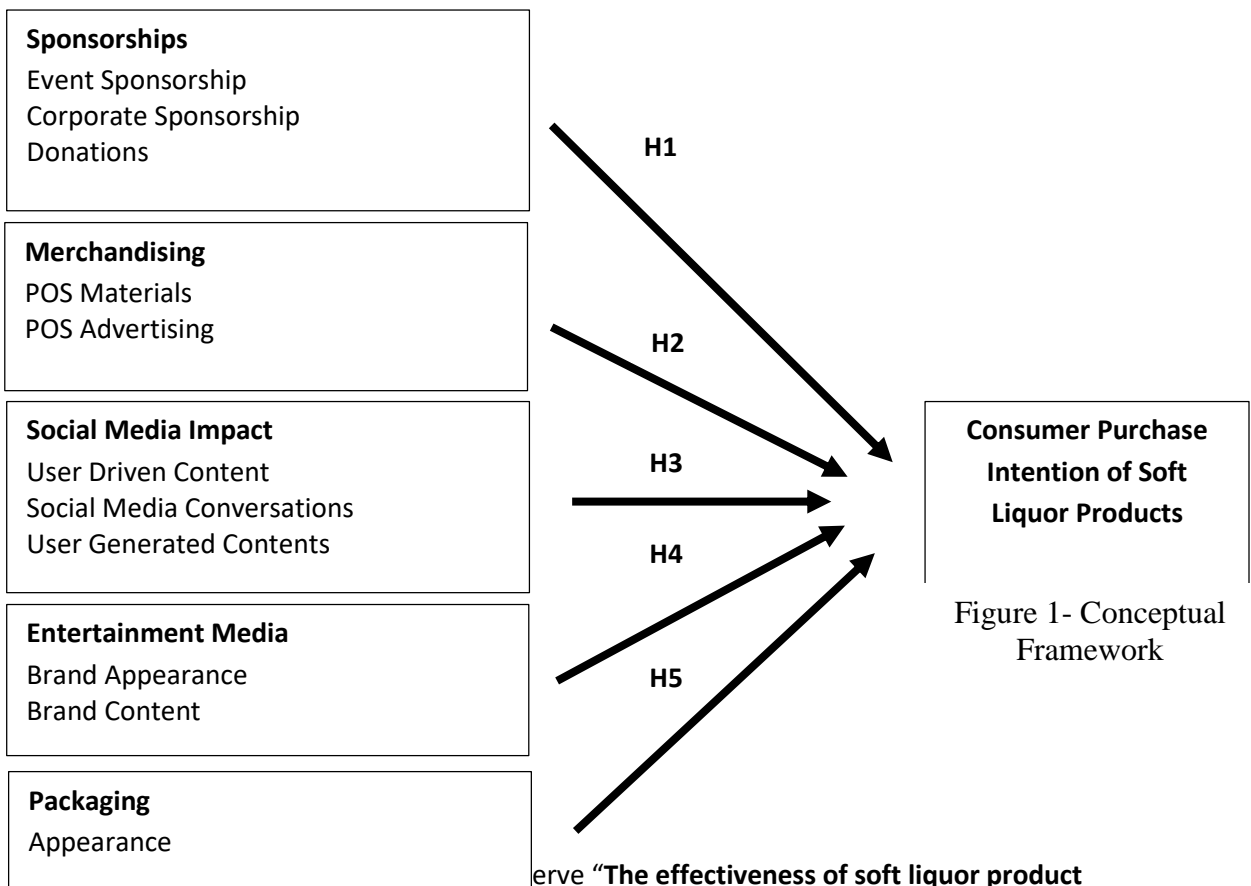 Sponsorships
Event Sponsorship
Corporate Sponsorship
Donations
H1
Merchandising
POS Materials
POS Advertising
H2
Social Media Impact
User Driven Content
Social Media Conversations
User Generated Contents
H3
Entertainment Media
Brand Appearance
Brand Content
H4
Packaging
Appearance
H5
Consumer Purchase
Intention of Soft
Liquor Products
Figure 1- Conceptual
Framework
“The effectiveness of soft liquor product